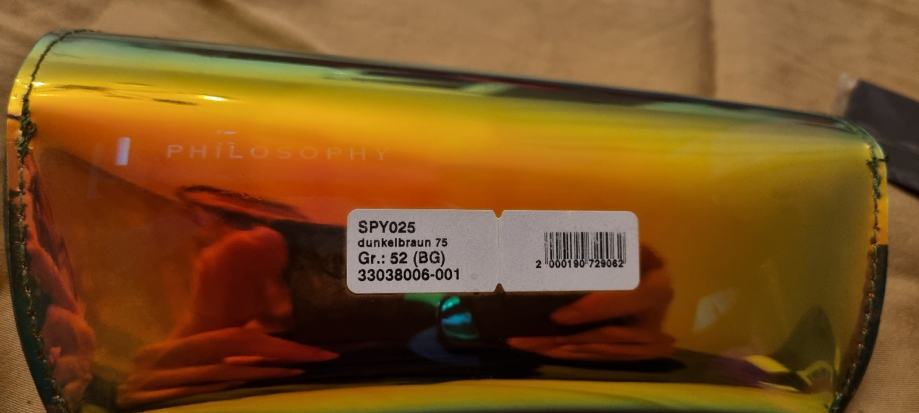 PHILOSOPHY
SPY025
dunkelbraun 75
Gr.: 52 (BG)
33038006-001
2 000190 729062